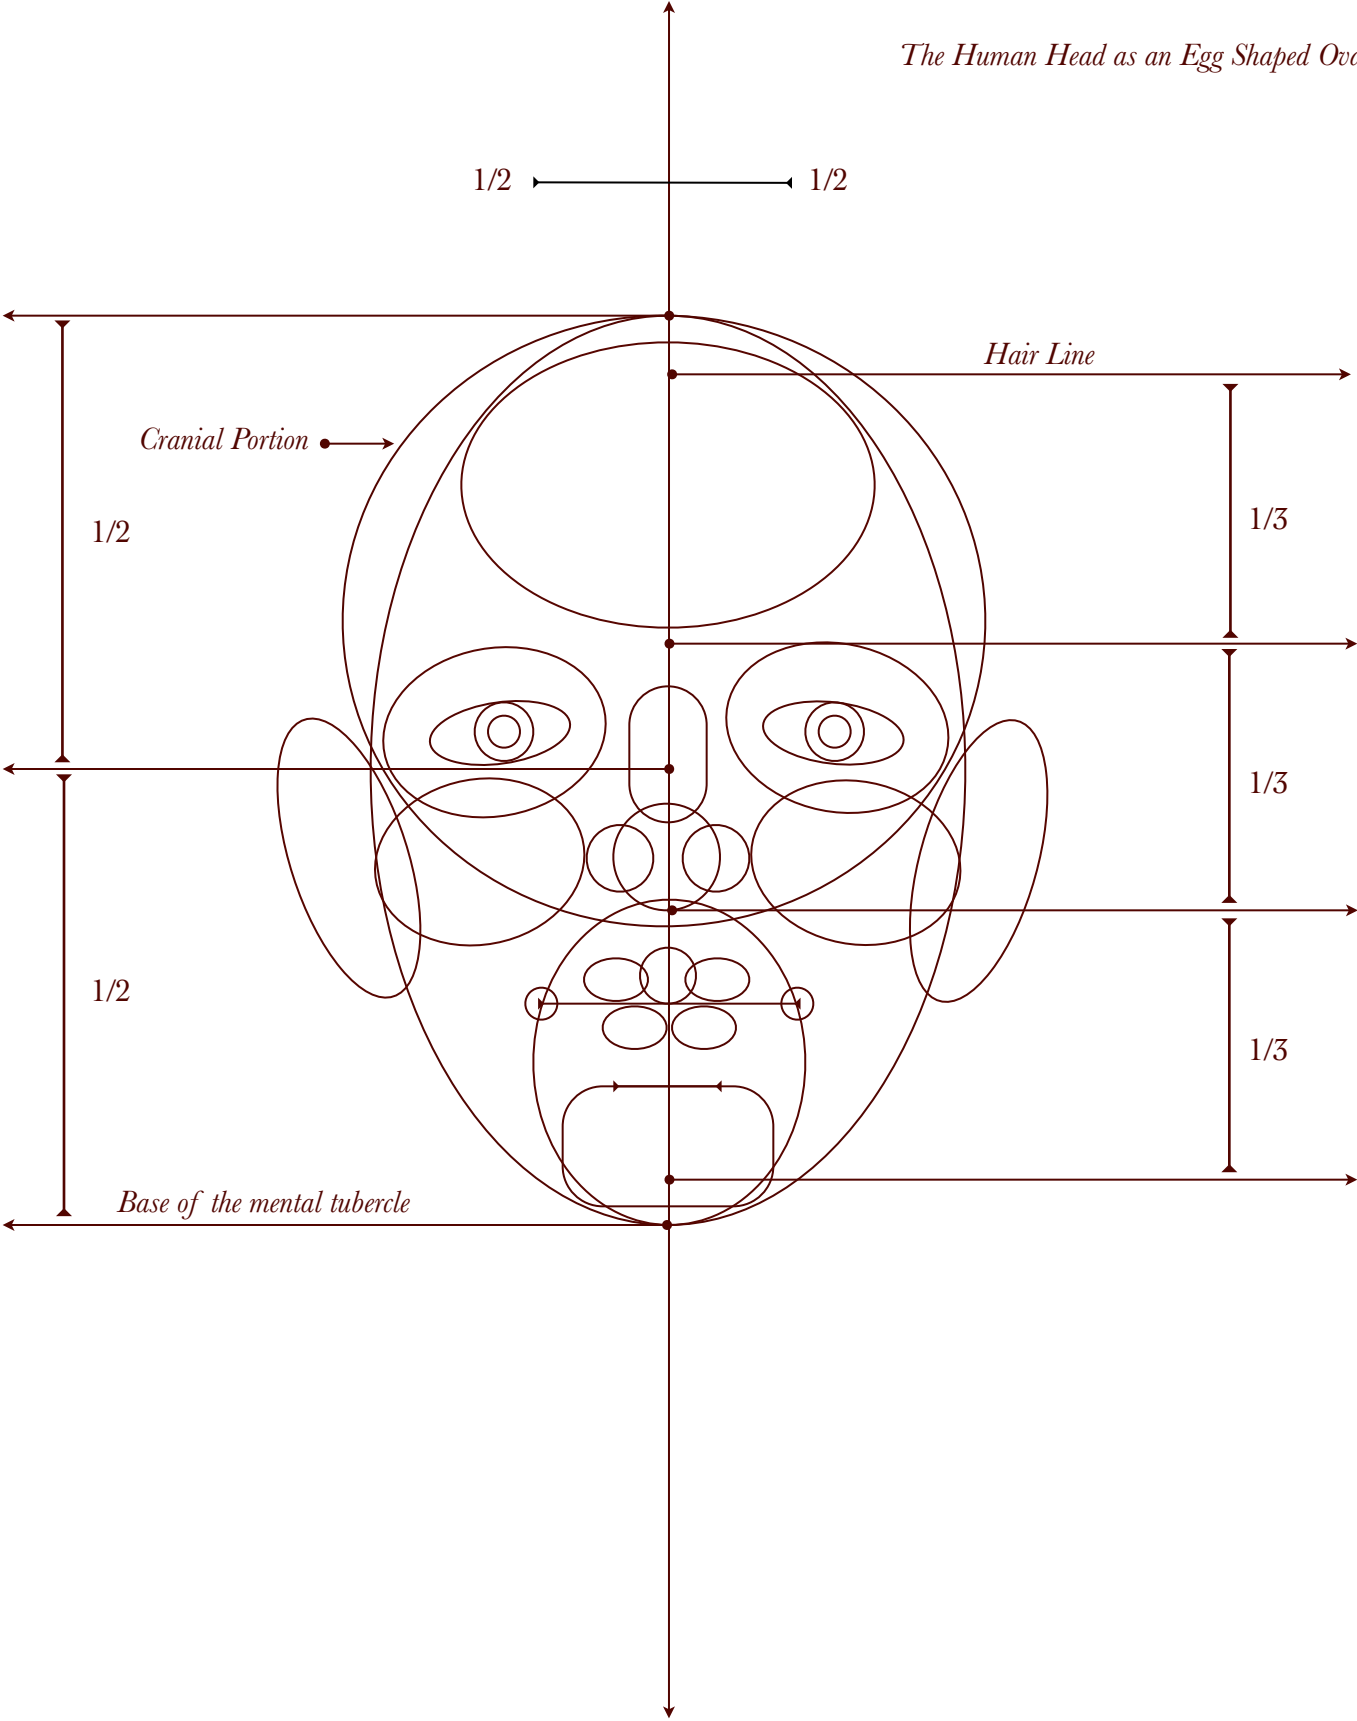 The Human Head as an Egg Shaped
1/2 1/2
Hair Line
Cranial Portion
1/3
1/2
1/3
1/2
1/3
Base of the mental tubercle